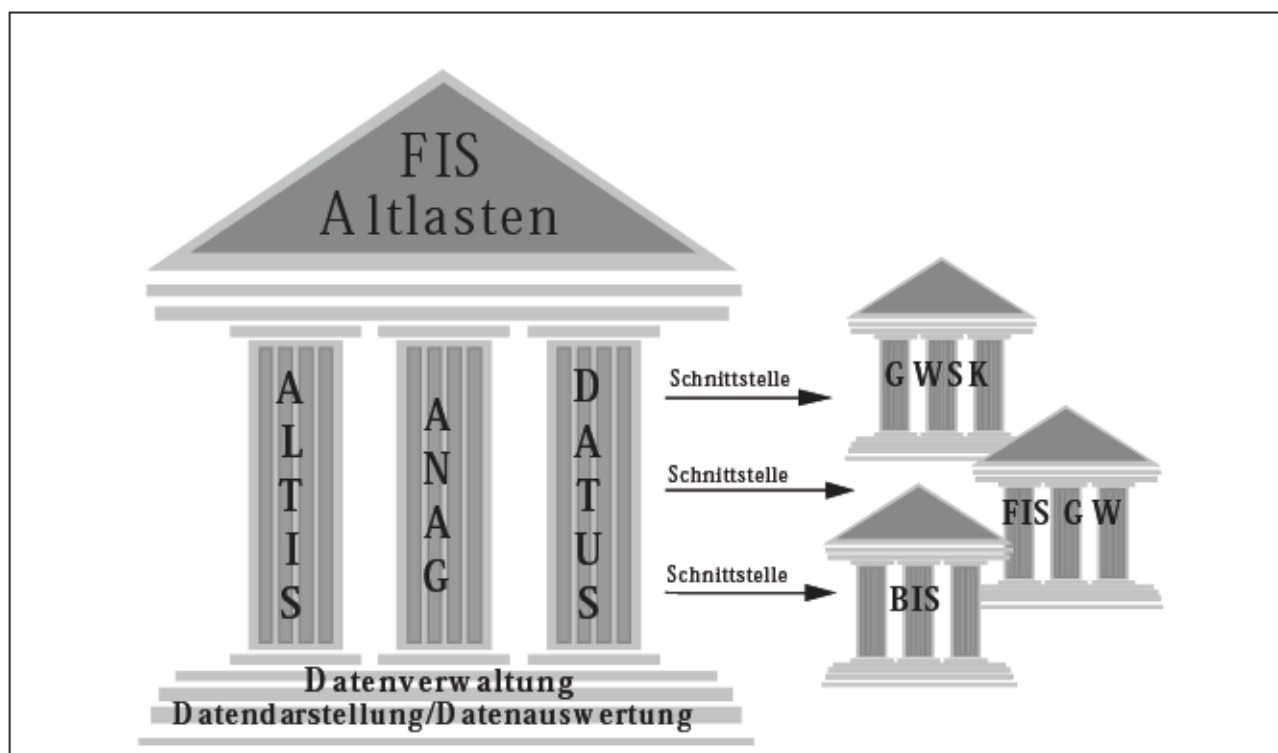 FIS
Altlasten
ALTIS
ANAG
DATUS
Datenverwaltung
Datendarstellung/Datenauswertung
Schnittstelle
GWSK
Schnittstelle
FIS GW
Schnittstelle
BIS